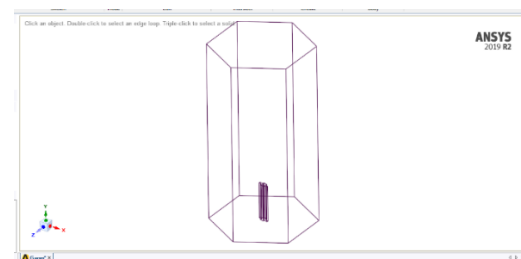 Click an object. Double-click to select an edge loop. Triple-click to select a solid
ANSYS
2019 R2
Y
Z
X